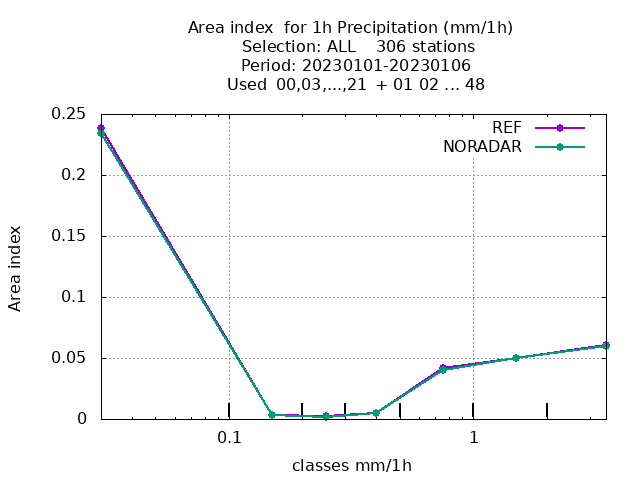 Area index  for 1h Precipitation (mm/1h)
Selection: ALL    306 stations
Period: 20230101-20230106
Used  00,03,...,21  + 01 02 ... 48
REF
NORADAR
0.25
0.2
0.15
0.1
0.05
0
Area index
0.1
1
classes mm/1h